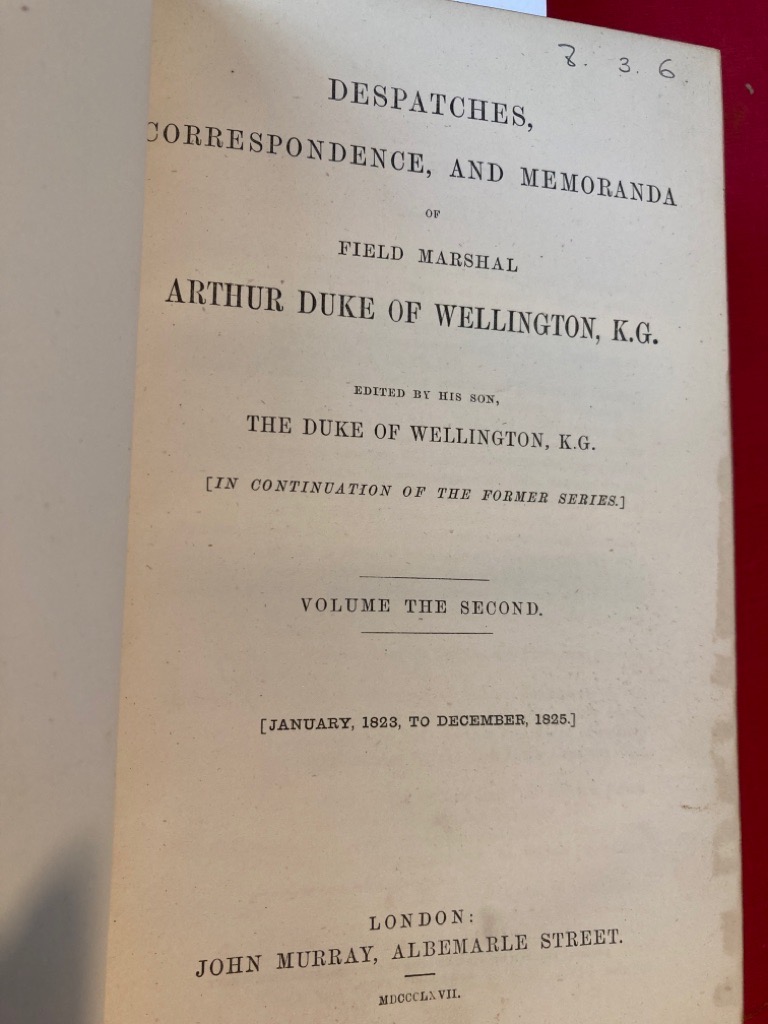 8. 3. 6.
DESPATCHES,
CORRESPONDENCE, AND MEMORANDA
OF
FIELD MARSHAL
ARTHUR DUKE OF WELLINGTON, K.G.
EDITED BY HIS SON,
THE DUKE OF WELLINGTON, K.G.
[IN CONTINUATION OF THE FORMER SERIES.]
VOLUME THE SECOND.
[JANUARY, 1823, TO DECEMBER, 1825.]
LONDON:
JOHN MURRAY, ALBEMARLE STREET.
MDCCCLXVII.